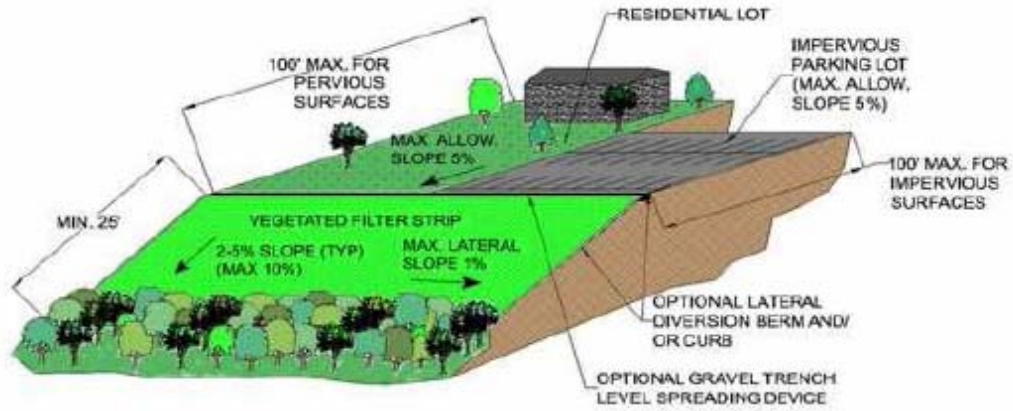 RESIDENTIAL LOT
100' MAX. FOR
PERVIOUS
SURFACES
IMPERVIOUS
PARKING LOT
(MAX. ALLOW.
SLOPE 5%)
MAX. ALLOW.
SLOPE 5%
100' MAX. FOR
IMPERVIOUS
SURFACES
MIN. 25'
VEGETATED FILTER STRIP
2-5% SLOPE (TYP)
(MAX 10%)
MAX. LATERAL
SLOPE 1%
OPTIONAL LATERAL
DIVERSION BERM AND/
OR CURB
OPTIONAL GRAVEL TRENCH
LEVEL SPREADING DEVICE